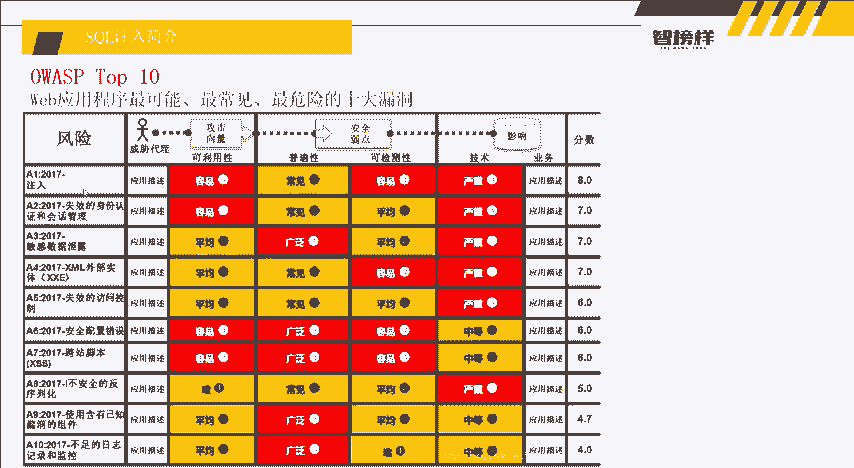 SQL注入简介
智榜样
OWASP Top 10
Web应用程序最可能、最常见、最危险的十大漏洞
风险 威胁代理 攻击向量 安全弱点 影响 分数
可利用性 普遍性 可检测性 技术 业务
A1:2017-注入 应用描述 容易 常见 容易 严重 应用描述 8.0
A2:2017-失效的身份认证和会话管理 应用描述 容易 常见 平均 严重 应用描述 7.0
A3:2017-敏感数据泄露 应用描述 平均 广泛 平均 严重 应用描述 7.0
A4:2017-XML外部实体（XXE） 应用描述 平均 常见 容易 严重 应用描述 7.0
A5:2017-失效的访问控制 应用描述 平均 常见 平均 严重 应用描述 6.0
A6:2017-安全配置错误 应用描述 容易 广泛 容易 中等 应用描述 6.0
A7:2017-跨站脚本(XSS) 应用描述 容易 广泛 容易 中等 应用描述 6.0
A8:2017-不安全的反序列化 应用描述 难 常见 平均 严重 应用描述 5.0
A9:2017-使用含有已知漏洞的组件 应用描述 平均 广泛 平均 中等 应用描述 4.7
A10:2017-不足的日志记录和监控 应用描述 平均 广泛 难 中等 应用描述 4.0